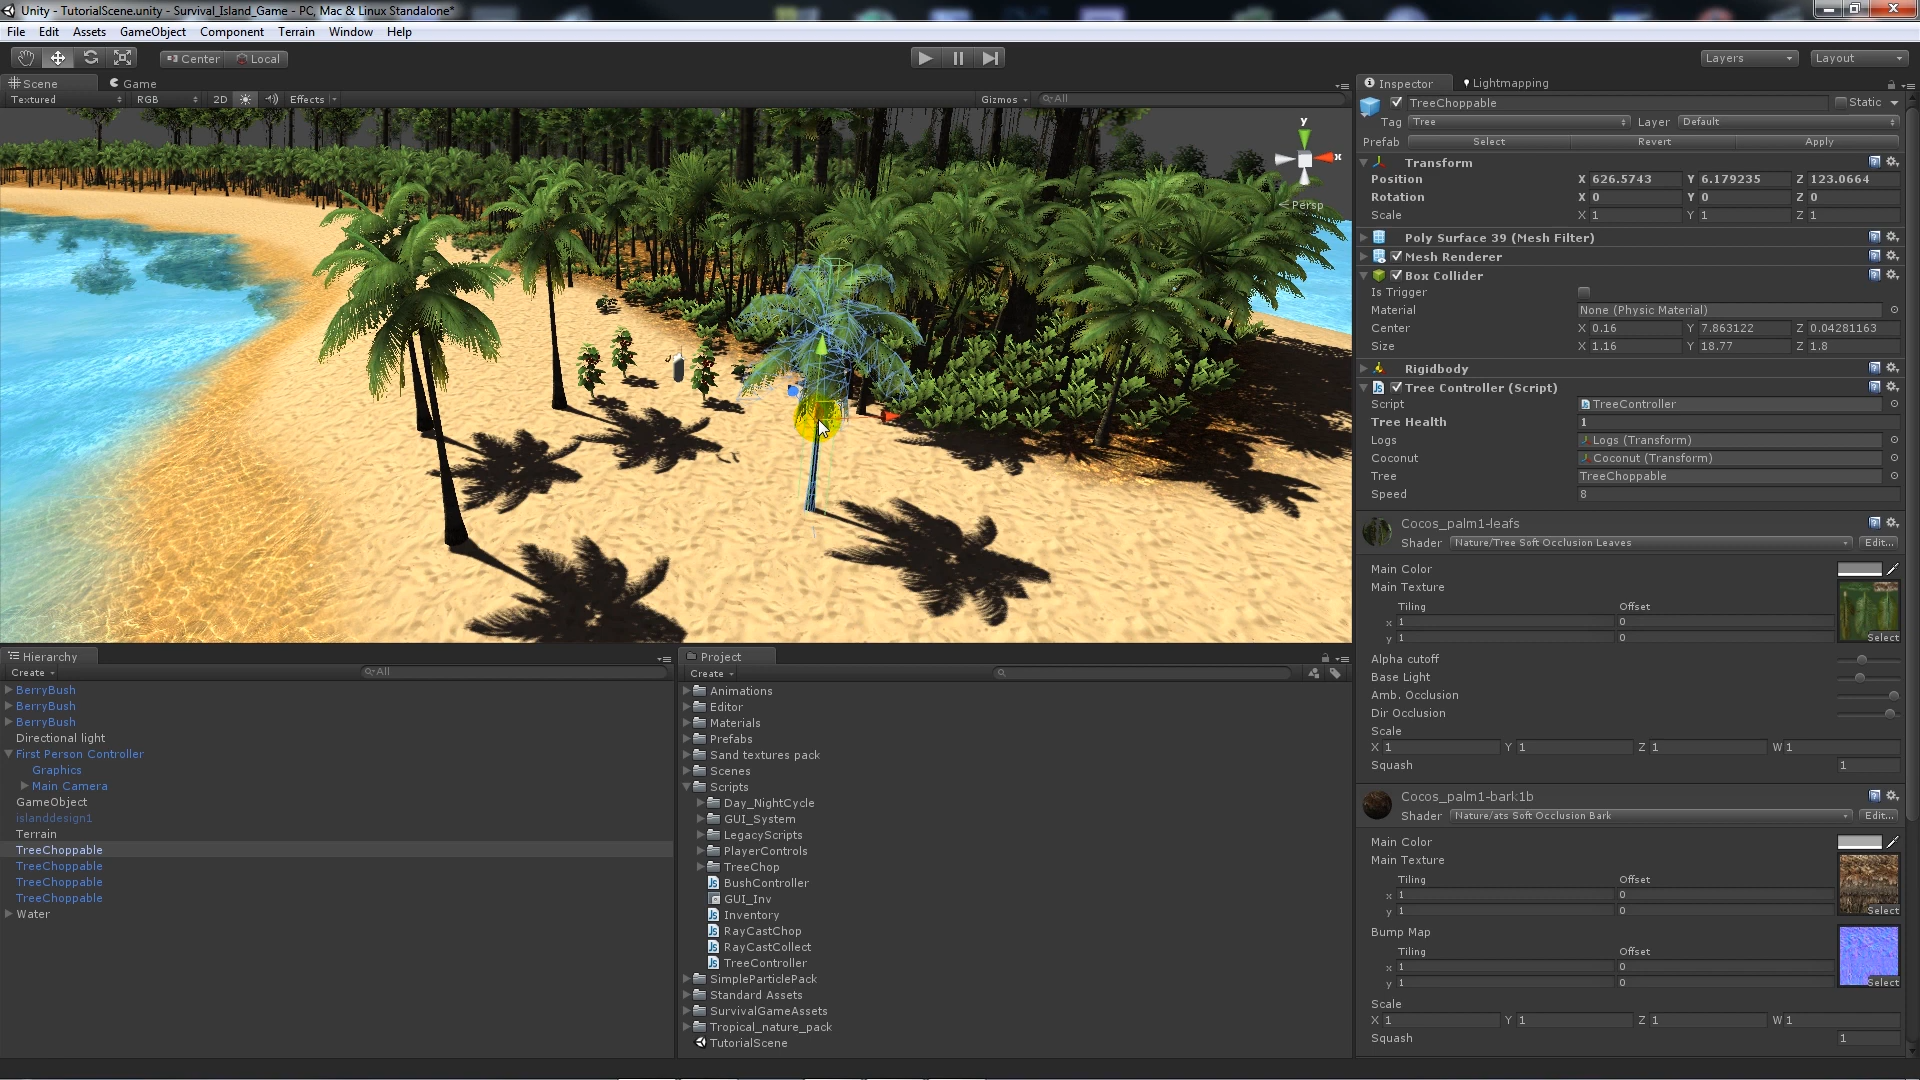 Unity - TutorialScene.unity - Survival_Island_Game - PC, Mac & Linux Standalone*
File Edit Assets GameObject Component Terrain Window Help
Center Local
Layers Layout
Scene Game
Textured RGB 2D Effects Gizmos All
y
x
Persp
Inspector Lightmapping
TreeChoppable Static
Tag Tree Layer Default
Prefab Select Revert Apply
Transform
Position X 626.5743 Y 6.179235 Z 123.0664
Rotation X 0 Y 0 Z 0
Scale X 1 Y 1 Z 1
Poly Surface 39 (Mesh Filter)
Mesh Renderer
Box Collider
Is Trigger
Material None (Physic Material)
Center X 0.16 Y 7.863122 Z 0.04281163
Size X 1.16 Y 18.77 Z 1.8
Rigidbody
Tree Controller (Script)
Script TreeController
Tree Health 1
Logs Logs (Transform)
Coconut Coconut (Transform)
Tree TreeChoppable
Speed 8
Cocos_palm1-leafs
Shader Nature/Tree Soft Occlusion Leaves Edit...
Main Color
Main Texture
Tiling Offset
x 1 0
y 1 0
Select
Alpha cutoff
Base Light
Amb. Occlusion
Dir Occlusion
Scale
X 1 Y 1 Z 1 W 1
Squash 1
Cocos_palm1-bark1b
Shader Nature/ats Soft Occlusion Bark Edit...
Main Color
Main Texture
Tiling Offset
x 1 0
y 1 0
Select
Bump Map
Tiling Offset
x 1 0
y 1 0
Select
Scale
X 1 Y 1 Z 1 W 1
Squash 1
Hierarchy
Create All
BerryBush
BerryBush
BerryBush
Directional light
First Person Controller
Graphics
Main Camera
GameObject
islanddesign1
Terrain
TreeChoppable
TreeChoppable
TreeChoppable
TreeChoppable
Water
Project
Create
Animations
Editor
Materials
Prefabs
Sand textures pack
Scenes
Scripts
Day_NightCycle
GUI_System
LegacyScripts
PlayerControls
TreeChop
BushController
GUI_Inv
Inventory
RayCastChop
RayCastCollect
TreeController
SimpleParticlePack
Standard Assets
SurvivalGameAssets
Tropical_nature_pack
TutorialScene